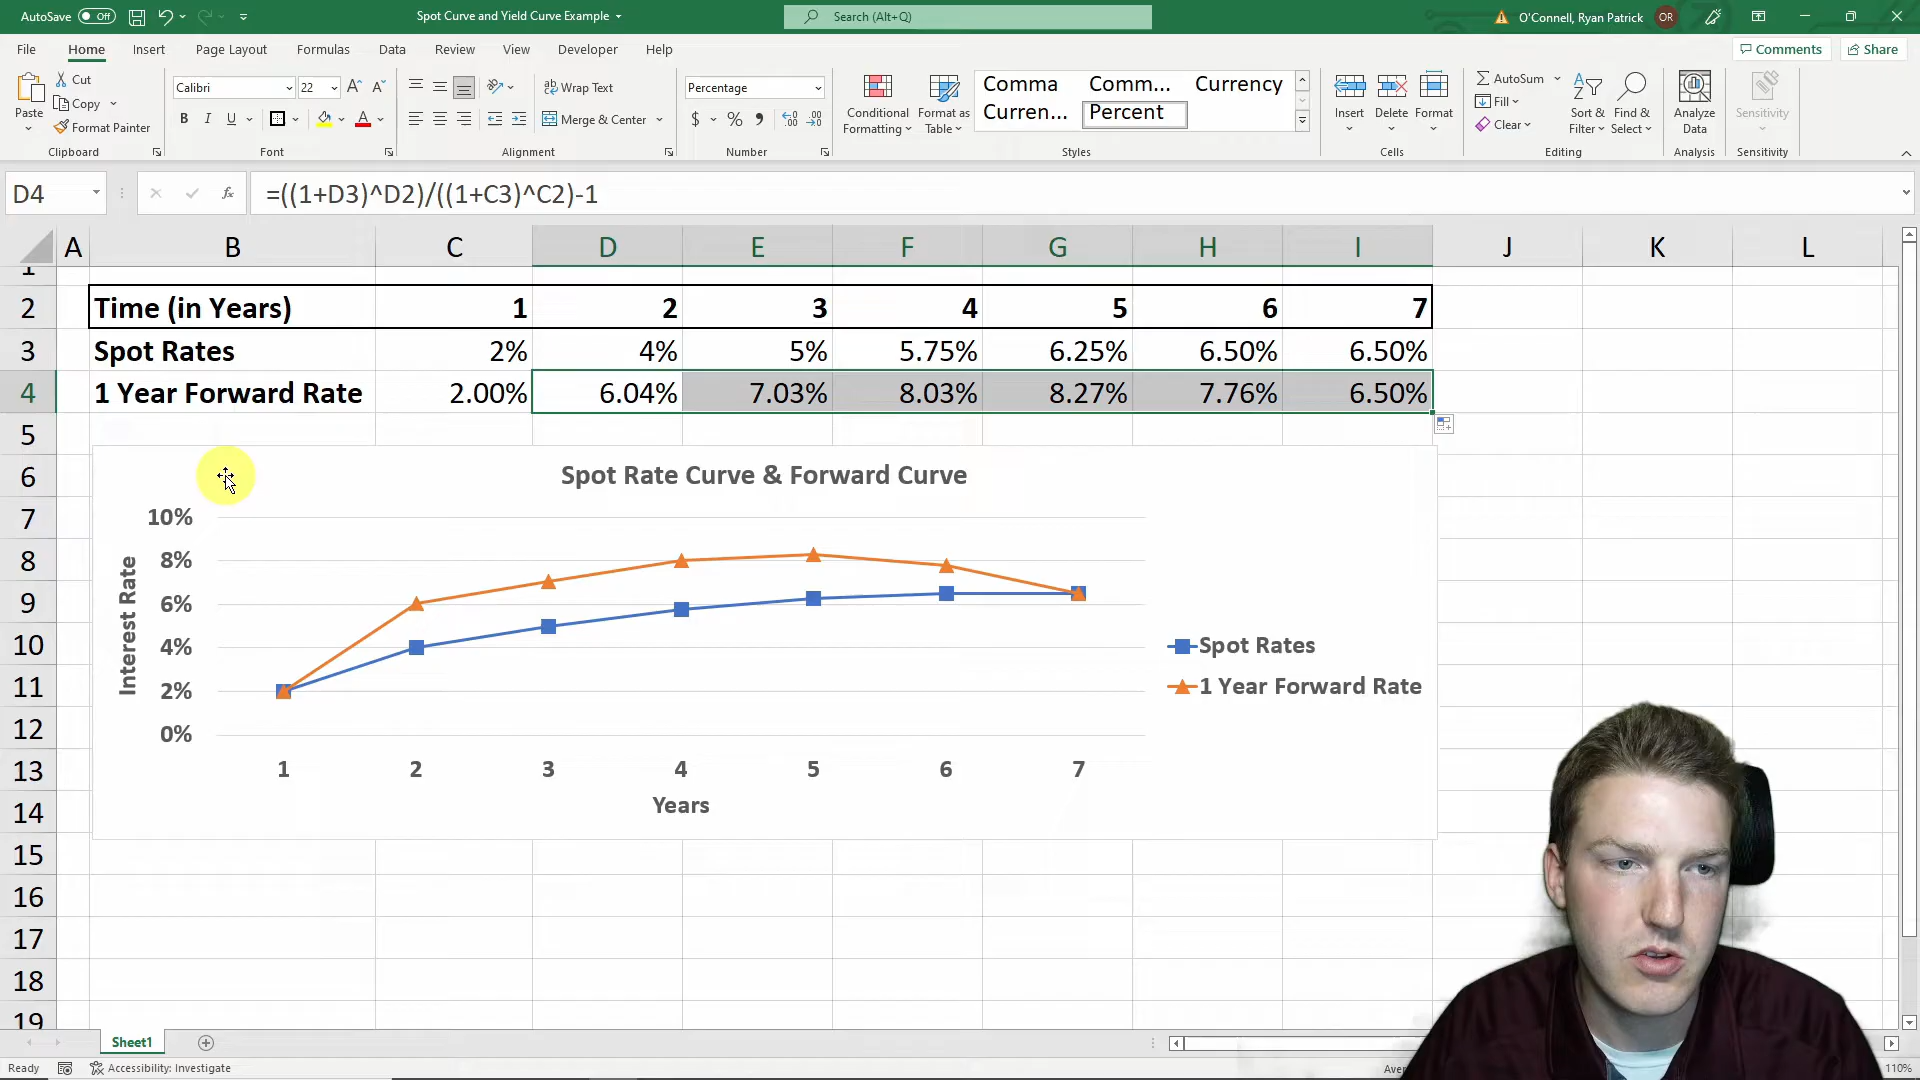 AutoSave Off Spot Curve and Yield Curve Example Search (Alt+Q) O'Connell, Ryan Patrick OR
File Home Insert Page Layout Formulas Data Review View Developer Help Comments Share
Paste Cut Copy Format Painter
Clipboard
Calibri 22
B I U A A
Font
Wrap Text
Merge & Center
Alignment
Percentage
$ % 9
Number
Conditional Formatting
Format as Table
Comma Comm... Currency
Curren... Percent
Styles
Insert Delete Format
Cells
AutoSum
Fill
Clear
Sort & Filter
Find & Select
Editing
Analyze Data
Analysis
Sensitivity
Sensitivity
D4 fx =((1+D3)^D2)/((1+C3)^C2)-1
A B C D E F G H I J K L
1
2 Time (in Years) 1 2 3 4 5 6 7
3 Spot Rates 2% 4% 5% 5.75% 6.25% 6.50% 6.50%
4 1 Year Forward Rate 2.00% 6.04% 7.03% 8.03% 8.27% 7.76% 6.50%
5
6
7
8
9
10
11
12
13
14
15
16
17
18
19
Spot Rate Curve & Forward Curve
Interest Rate
10%
8%
6%
4%
2%
0%
1 2 3 4 5 6 7
Years
Spot Rates
1 Year Forward Rate
Sheet1
Ready Accessibility: Investigate 110%